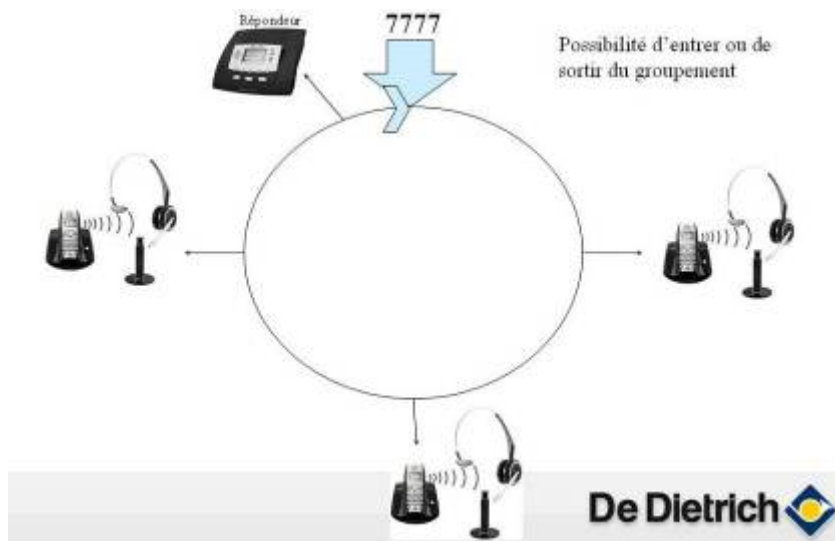 Répondeur
7777
Possibilité d'entrer ou de
sortir du groupement
De Dietrich